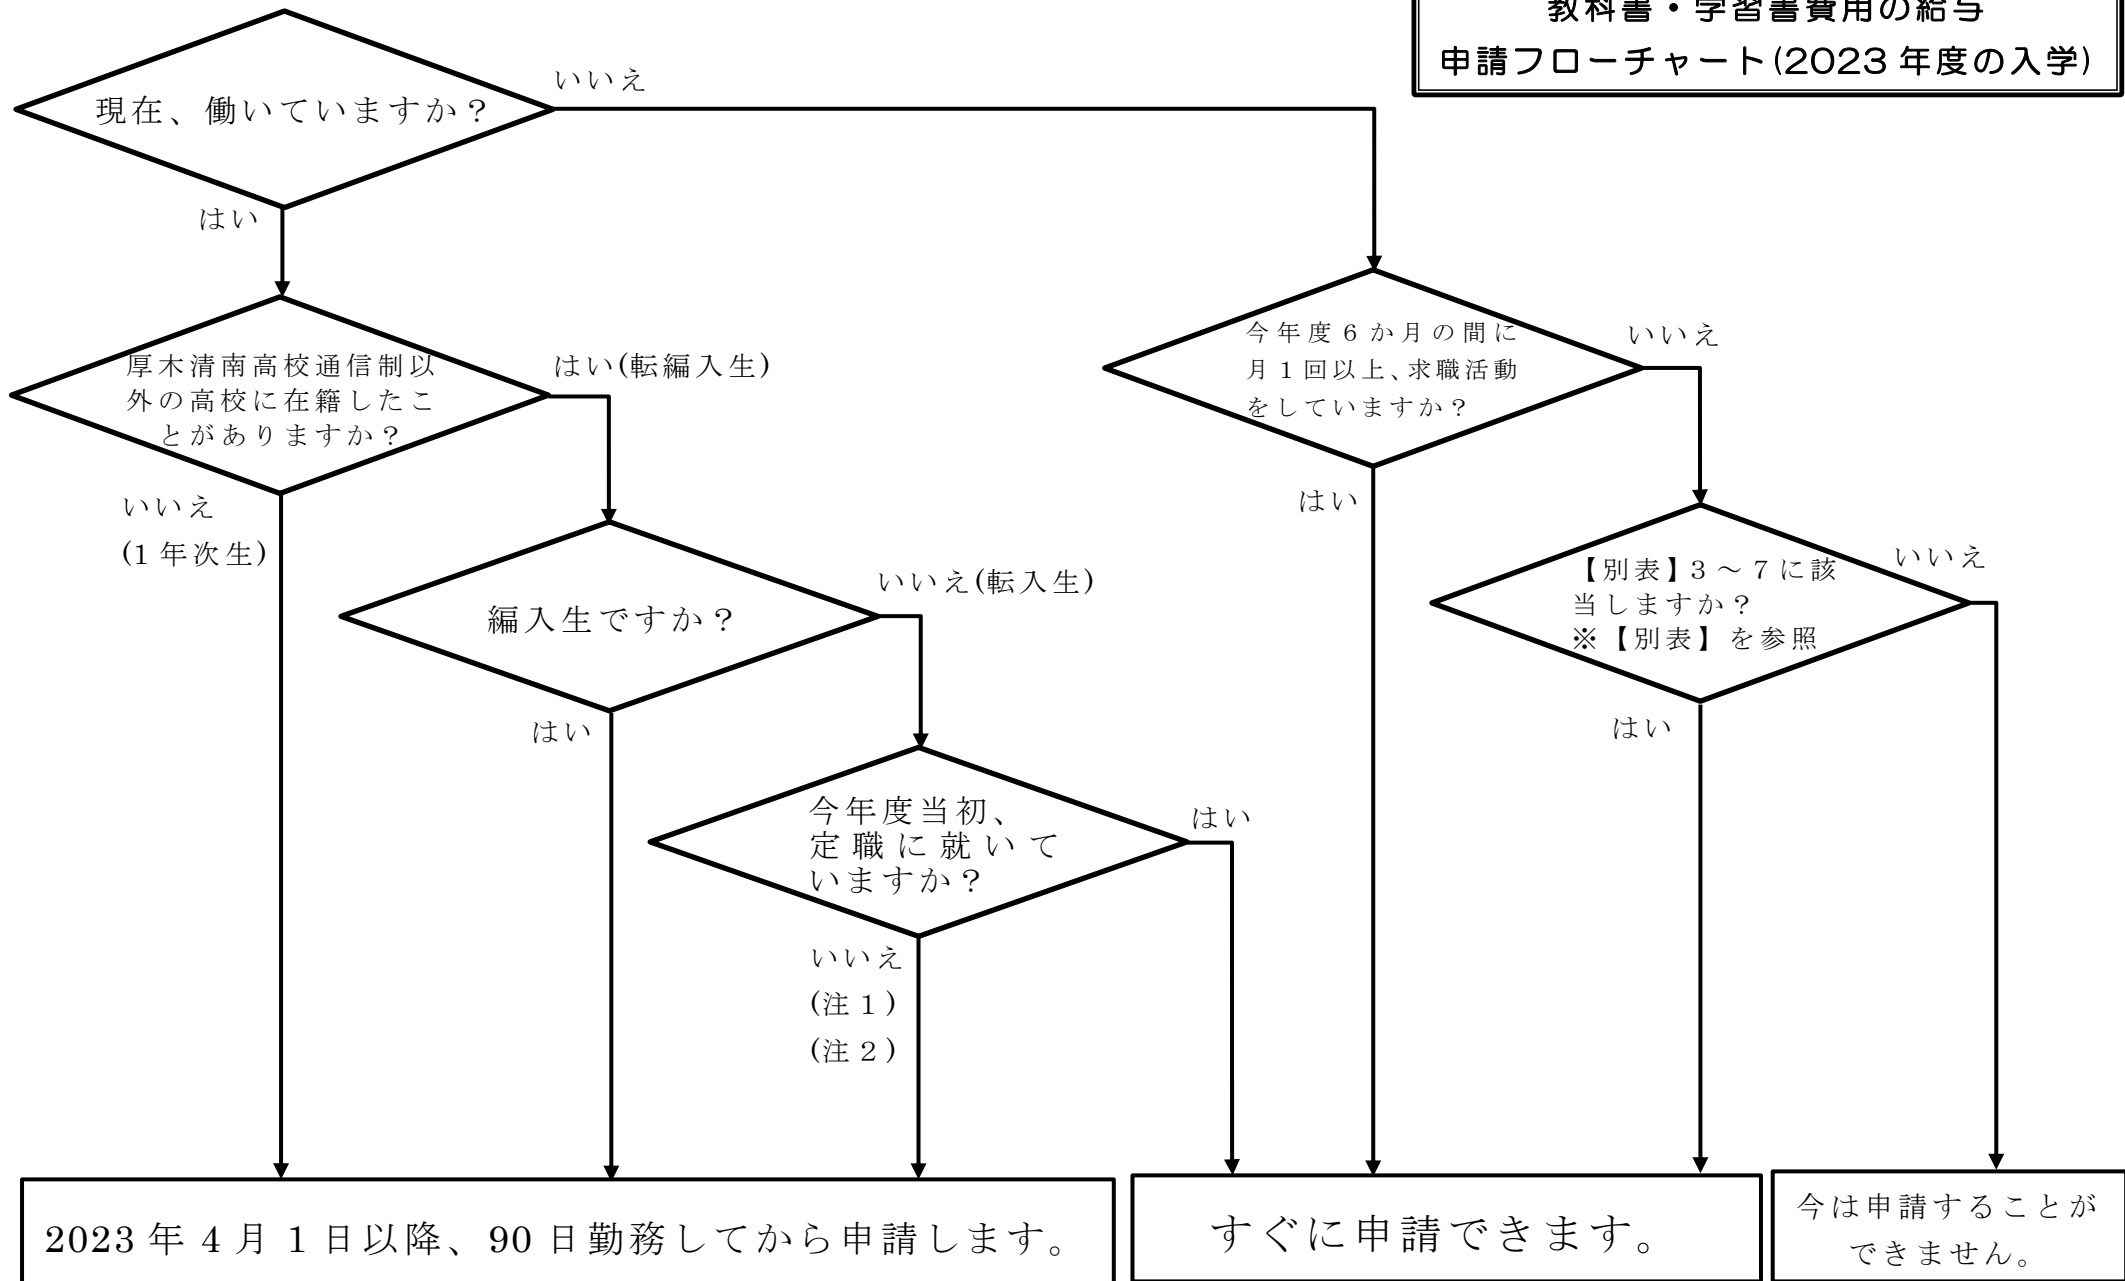 教科書・学習書費用の給与
申請フローチャート(2023年度の入学)
現在、働いていますか？
いいえ
はい
厚木清南高校通信制以
外の高校に在籍したこ
とがありますか？
はい(転編入生)
いいえ
(1年次生)
編入生ですか？
いいえ(転入生)
はい
今年度当初、
定職に就いて
いますか？
はい
いいえ
(注１)
(注２)
今年度６か月の間に
月１回以上、求職活動
をしていますか？
いいえ
はい
【別表】３～７に該
当しますか？
※【別表】を参照
いいえ
はい
2023年4月1日以降、90日勤務してから申請します。
すぐに申請できます。
今は申請することが
できません。